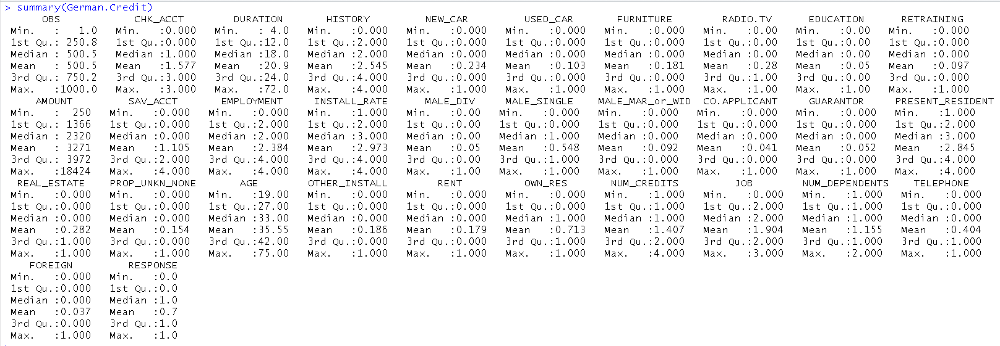 > summary(German.Credit)
OBS CHK_ACCT DURATION HISTORY NEW_CAR USED_CAR FURNITURE RADIO.TV EDUCATION RETRAINING
Min. : 1.0 Min. :0.000 Min. : 4.0 Min. :0.000 Min. :0.000 Min. :0.000 Min. :0.000 Min. :0.00 Min. :0.00 Min. :0.000
1st Qu.: 250.8 1st Qu.:0.000 1st Qu.:12.0 1st Qu.:2.000 1st Qu.:0.000 1st Qu.:0.000 1st Qu.:0.000 1st Qu.:0.00 1st Qu.:0.00 1st Qu.:0.000
Median : 500.5 Median :1.000 Median :18.0 Median :2.000 Median :0.000 Median :0.000 Median :0.000 Median :0.00 Median :0.00 Median :0.000
Mean : 500.5 Mean :1.577 Mean :20.9 Mean :2.545 Mean :0.234 Mean :0.103 Mean :0.181 Mean :0.28 Mean :0.05 Mean :0.097
3rd Qu.: 750.2 3rd Qu.:3.000 3rd Qu.:24.0 3rd Qu.:4.000 3rd Qu.:0.000 3rd Qu.:0.000 3rd Qu.:0.000 3rd Qu.:1.00 3rd Qu.:0.00 3rd Qu.:0.000
Max. :1000.0 Max. :3.000 Max. :72.0 Max. :4.000 Max. :1.000 Max. :1.000 Max. :1.000 Max. :1.00 Max. :1.00 Max. :1.000
AMOUNT SAV_ACCT EMPLOYMENT INSTALL_RATE MALE_DIV MALE_SINGLE MALE_MAR_or_WID CO.APPLICANT GUARANTOR PRESENT_RESIDENT
Min. : 250 Min. :0.000 Min. :0.000 Min. :1.000 Min. :0.00 Min. :0.000 Min. :0.000 Min. :0.000 Min. :0.000 Min. :1.000
1st Qu.: 1366 1st Qu.:0.000 1st Qu.:2.000 1st Qu.:2.000 1st Qu.:0.00 1st Qu.:0.000 1st Qu.:0.000 1st Qu.:0.000 1st Qu.:0.000 1st Qu.:2.000
Median : 2320 Median :0.000 Median :2.000 Median :3.000 Median :0.00 Median :1.000 Median :0.000 Median :0.000 Median :0.000 Median :3.000
Mean : 3271 Mean :1.105 Mean :2.384 Mean :2.973 Mean :0.05 Mean :0.548 Mean :0.092 Mean :0.041 Mean :0.052 Mean :2.845
3rd Qu.: 3972 3rd Qu.:2.000 3rd Qu.:4.000 3rd Qu.:4.000 3rd Qu.:0.00 3rd Qu.:1.000 3rd Qu.:0.000 3rd Qu.:0.000 3rd Qu.:0.000 3rd Qu.:4.000
Max. :18424 Max. :4.000 Max. :4.000 Max. :4.000 Max. :1.00 Max. :1.000 Max. :1.000 Max. :1.000 Max. :1.000 Max. :4.000
REAL_ESTATE PROP_UNKN_NONE AGE OTHER_INSTALL RENT OWN_RES NUM_CREDITS JOB NUM_DEPENDENTS TELEPHONE
Min. :0.000 Min. :0.000 Min. :19.00 Min. :0.000 Min. :0.000 Min. :0.000 Min. :1.000 Min. :0.000 Min. :1.000 Min. :0.000
1st Qu.:0.000 1st Qu.:0.000 1st Qu.:27.00 1st Qu.:0.000 1st Qu.:0.000 1st Qu.:0.000 1st Qu.:1.000 1st Qu.:2.000 1st Qu.:1.000 1st Qu.:0.000
Median :0.000 Median :0.000 Median :33.00 Median :0.000 Median :0.000 Median :1.000 Median :1.000 Median :2.000 Median :1.000 Median :0.000
Mean :0.282 Mean :0.154 Mean :35.55 Mean :0.186 Mean :0.179 Mean :0.713 Mean :1.407 Mean :1.904 Mean :1.155 Mean :0.404
3rd Qu.:1.000 3rd Qu.:0.000 3rd Qu.:42.00 3rd Qu.:0.000 3rd Qu.:0.000 3rd Qu.:1.000 3rd Qu.:2.000 3rd Qu.:2.000 3rd Qu.:1.000 3rd Qu.:1.000
Max. :1.000 Max. :1.000 Max. :75.00 Max. :1.000 Max. :1.000 Max. :1.000 Max. :4.000 Max. :3.000 Max. :2.000 Max. :1.000
FOREIGN RESPONSE
Min. :0.000 Min. :0.0
1st Qu.:0.000 1st Qu.:0.0
Median :0.000 Median :1.0
Mean :0.037 Mean :0.7
3rd Qu.:0.000 3rd Qu.:1.0
Max. :1.000 Max. :1.0